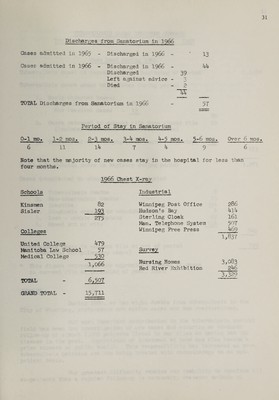 31
Discharges from Sanatorium in 1966
Cases admitted in 1965 - Discharged in 1966 - 13
Cases admitted in 1966 - Discharged in 1966 - 44
Discharged 39
Left against advice - 3
Died - 2
44
TOTAL Discharges from Sanatorium in 1966 - 57
Period of Stay in Sanatorium
0-1 mo. 1-2 mos. 2-3 mos. 3-4 mos. 4-5 mos. 5-6 mos. Over 6 mos.
6 11 14 7 4 9 6
Note that the majority of new cases stay in the hospital for less than
four months.
1966 Chest X-ray
Schools Industrial
Kinsmen 82 Winnipeg Post Office 286
Sisler 193 Hudson's Bay 414
275 Sterling Cloak 161
Man. Telephone System 507
Colleges Winnipeg Free Press 469
1,837
United College 479
Manitoba Law School 57 Survey
Medical College 530
1,066 Nursing Homes 3,083
Red River Exhibition
TOTAL - 6,507
GRAND TOTAL - 15,711